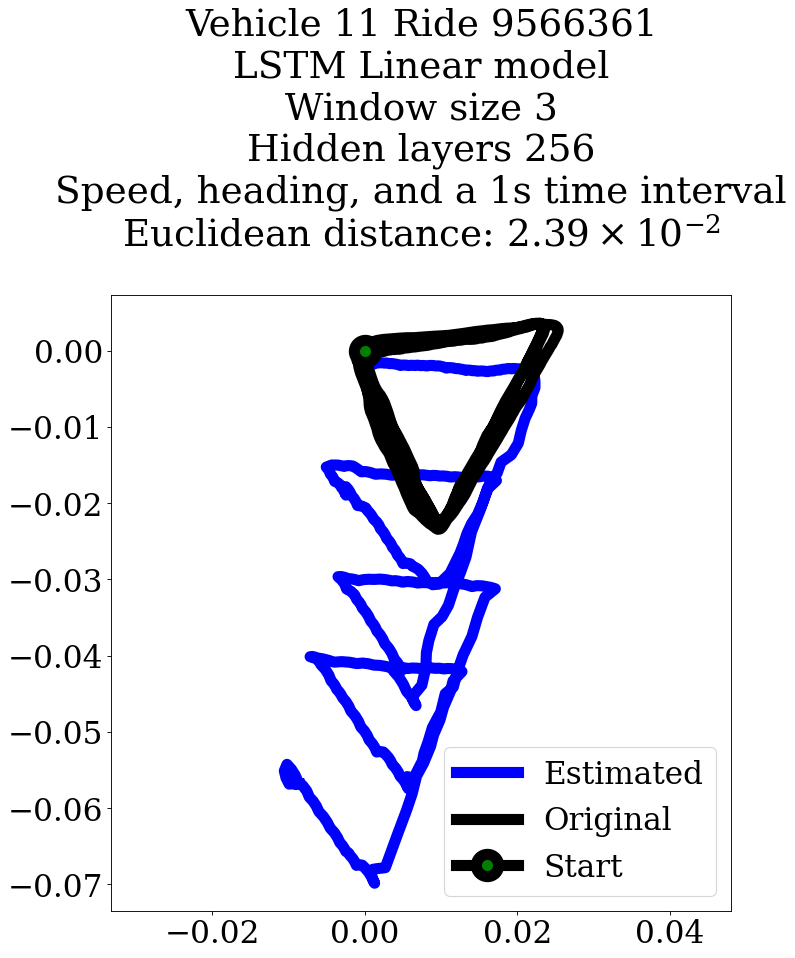 Vehicle 11 Ride 9566361
LSTM Linear model
Window size 3
Hidden layers 256
Speed, heading, and a 1s time interval
Euclidean distance: 2.39 × 10⁻²
0.00
−0.01
−0.02
−0.03
−0.04
−0.05
−0.06
−0.07
Estimated
Original
Start
−0.02 0.00 0.02 0.04